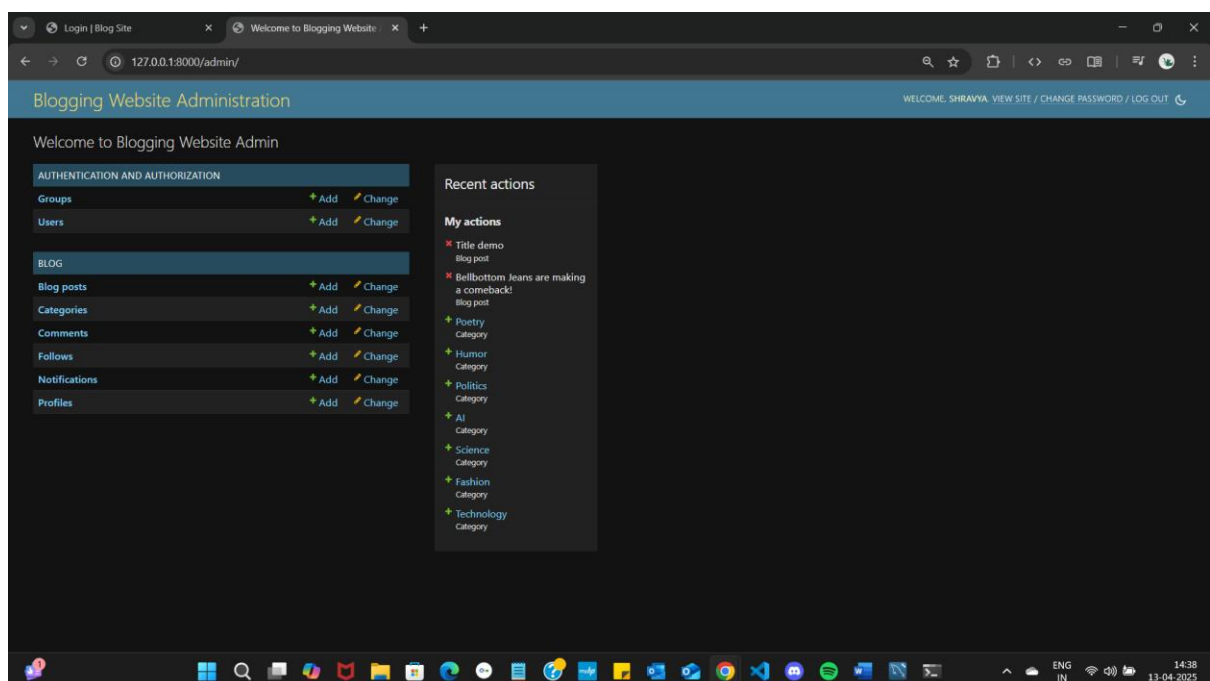 Login | Blog Site
Welcome to Blogging Website
127.0.0.1:8000/admin/
Blogging Website Administration
WELCOME, SHRAVYA. VIEW SITE / CHANGE PASSWORD / LOG OUT
Welcome to Blogging Website Admin
AUTHENTICATION AND AUTHORIZATION
Groups Add Change
Users Add Change
BLOG
Blog posts Add Change
Categories Add Change
Comments Add Change
Follows Add Change
Notifications Add Change
Profiles Add Change
Recent actions
My actions
Title demo
Blog post
Bellbottom Jeans are making
a comeback!
Blog post
Poetry
Category
Humor
Category
Politics
Category
AI
Category
Science
Category
Fashion
Category
Technology
Category
1
ENG
IN
14:38
13-04-2025